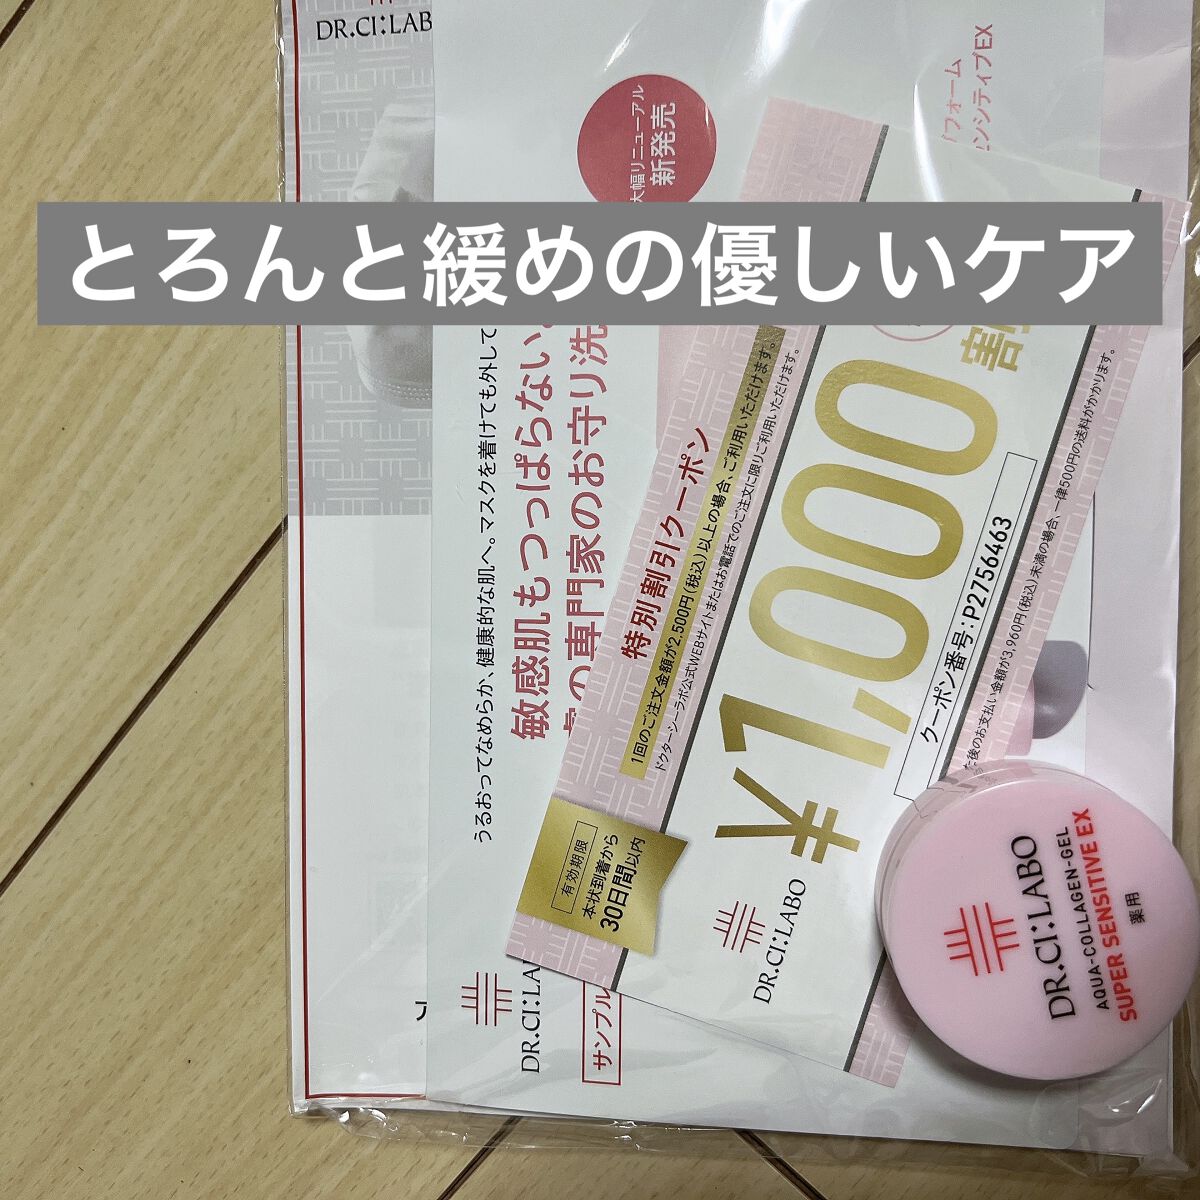 DR.CI:LAB
フォーム
ンシティブEX
大幅リニューアル
新発売
とろんと緩めの優しいケア
うるおってなめらか、健康的な肌へ。マスクを着けても外して
敏感肌もつっぱらない
の専門家のお守り洗
特別割引クーポン
1回のご注文金額が2,500円(税込)以上の場合、ご利用いただけます。
ドクターシーラボ公式WEBサイトまたはお電話でのご注文に限りご利用いただけます。
¥1,000
割
クーポン番号:P2756463
た後のお支払い金額が3,960円(税込)未満の場合、一律500円の送料がかかります。
有効期限
本状到着から
30日間以内
DR.CI:LABO
DR.CI:LA
サンプル
DR.CI:LABO
AQUA-COLLAGEN-GEL
SUPER SENSITIVE EX
薬用